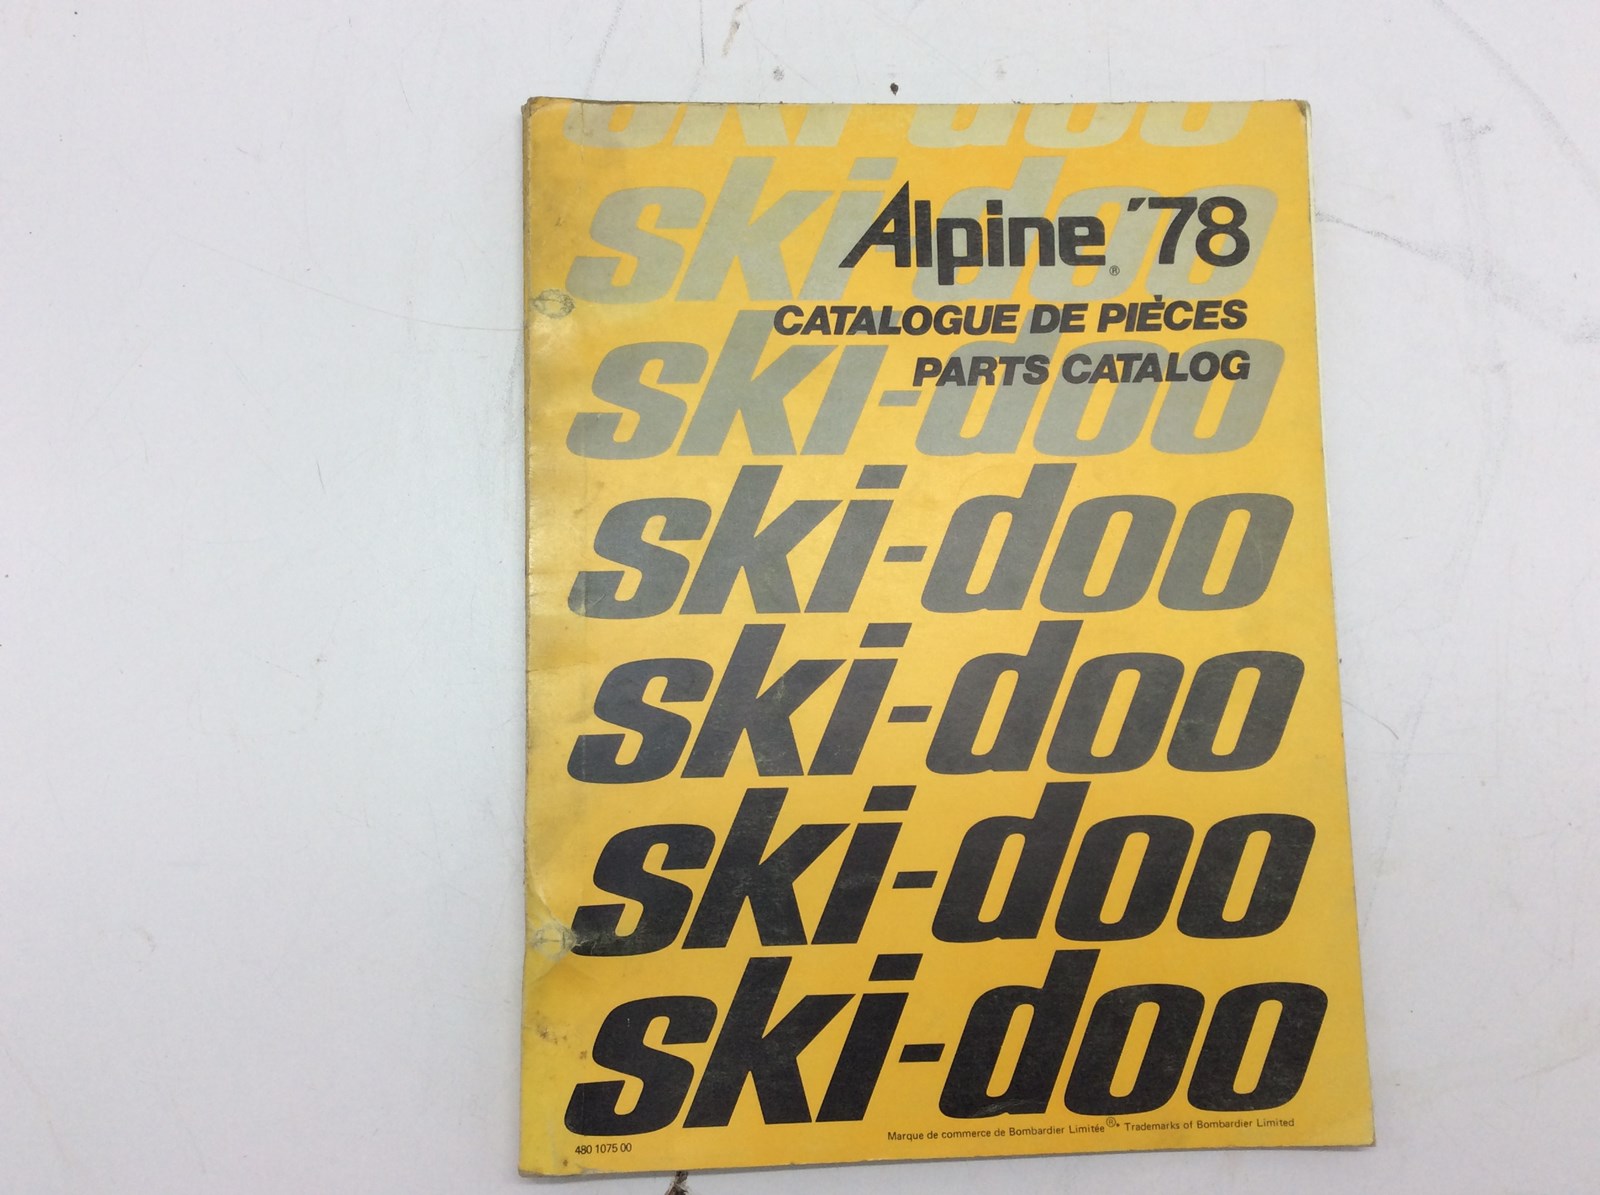 ski-doo
ski-doo
Alpine ® '78
CATALOGUE DE PIÈCES
PARTS CATALOG
ski-doo
ski-doo
ski-doo
ski-doo
ski-doo
Marque de commerce de Bombardier Limitée ®* Trademarks of Bombardier Limited
480 1075 00